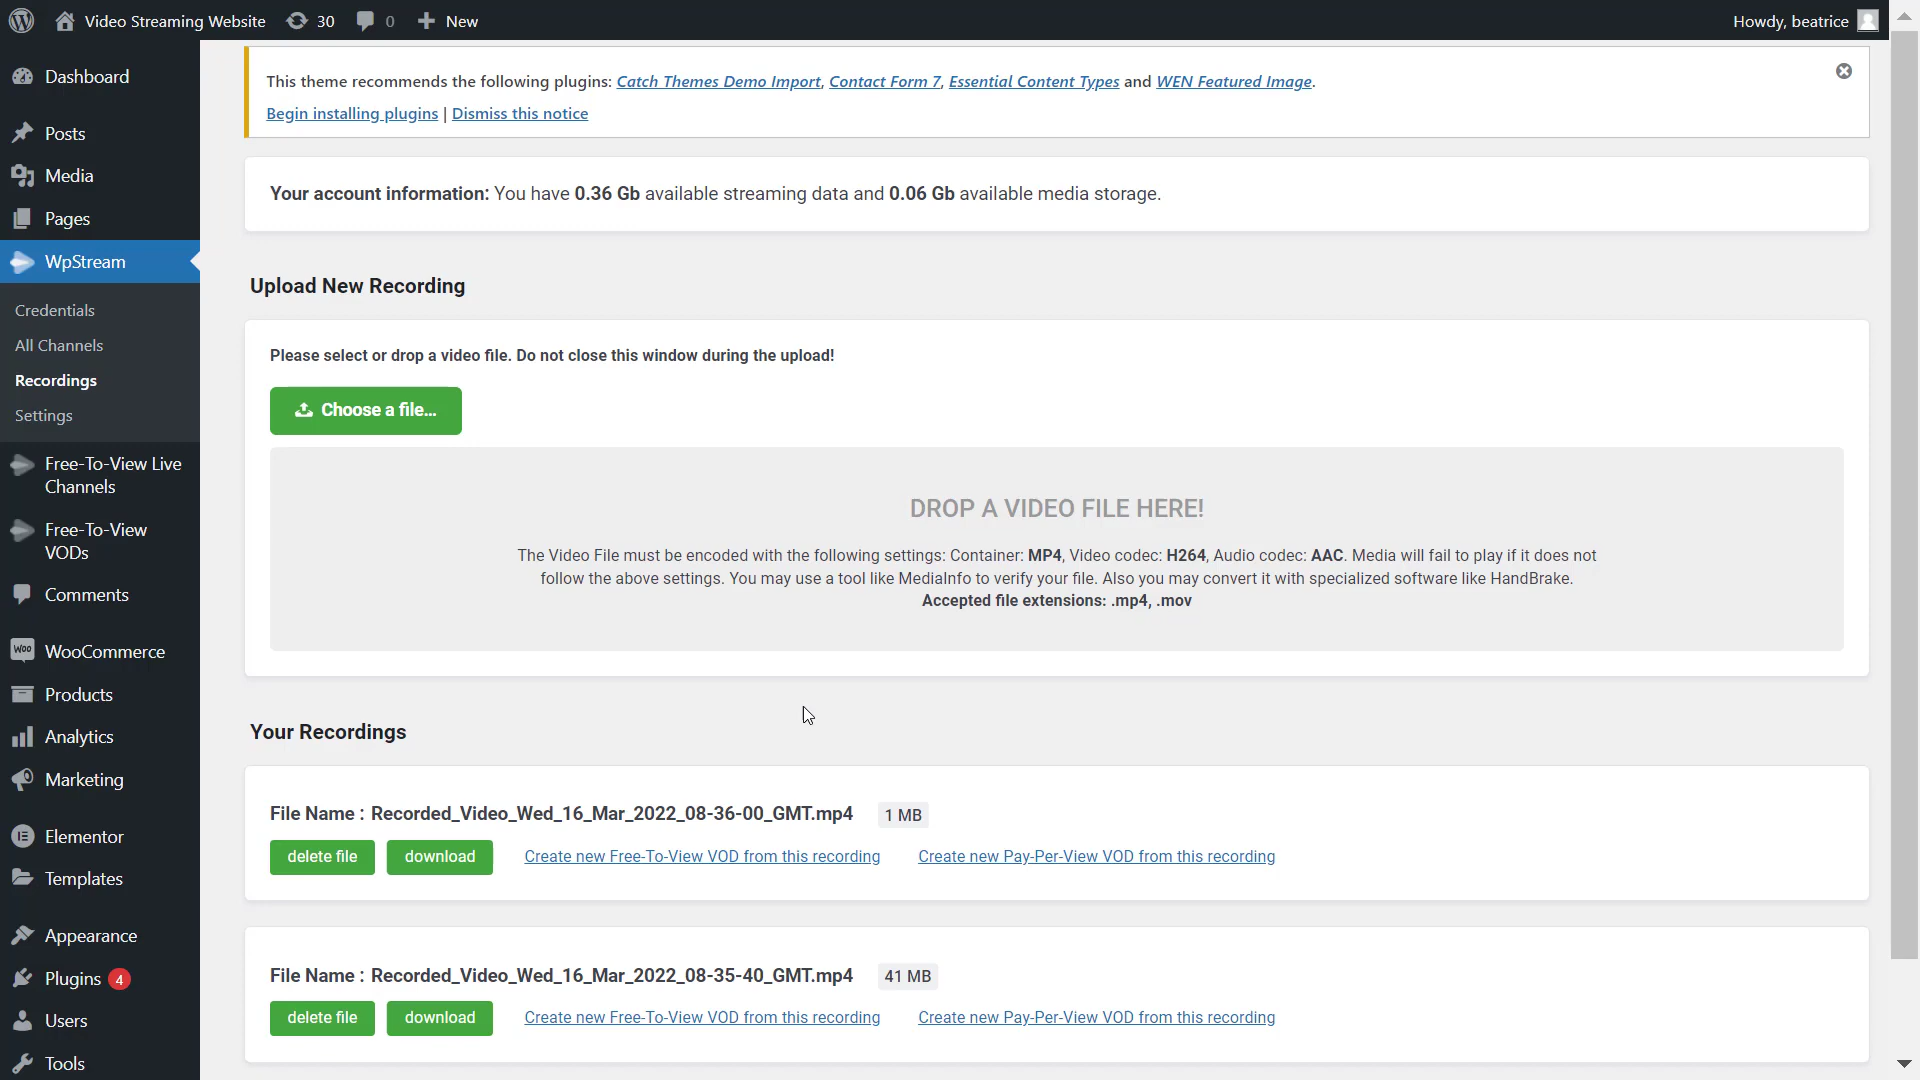 Video Streaming Website 30 0 New Howdy, beatrice
Dashboard
Posts
Media
Pages
WpStream
Credentials
All Channels
Recordings
Settings
Free-To-View Live
Channels
Free-To-View
VODs
Comments
Woo WooCommerce
Products
Analytics
Marketing
Elementor
Templates
Appearance
Plugins 4
Users
Tools
This theme recommends the following plugins: Catch Themes Demo Import, Contact Form 7, Essential Content Types and WEN Featured Image.
Begin installing plugins | Dismiss this notice
Your account information: You have 0.36 Gb available streaming data and 0.06 Gb available media storage.
Upload New Recording
Please select or drop a video file. Do not close this window during the upload!
Choose a file...
DROP A VIDEO FILE HERE!
The Video File must be encoded with the following settings: Container: MP4, Video codec: H264, Audio codec: AAC. Media will fail to play if it does not
follow the above settings. You may use a tool like MediaInfo to verify your file. Also you may convert it with specialized software like HandBrake.
Accepted file extensions: .mp4, .mov
Your Recordings
File Name : Recorded_Video_Wed_16_Mar_2022_08-36-00_GMT.mp4 1 MB
delete file download Create new Free-To-View VOD from this recording Create new Pay-Per-View VOD from this recording
File Name : Recorded_Video_Wed_16_Mar_2022_08-35-40_GMT.mp4 41 MB
delete file download Create new Free-To-View VOD from this recording Create new Pay-Per-View VOD from this recording